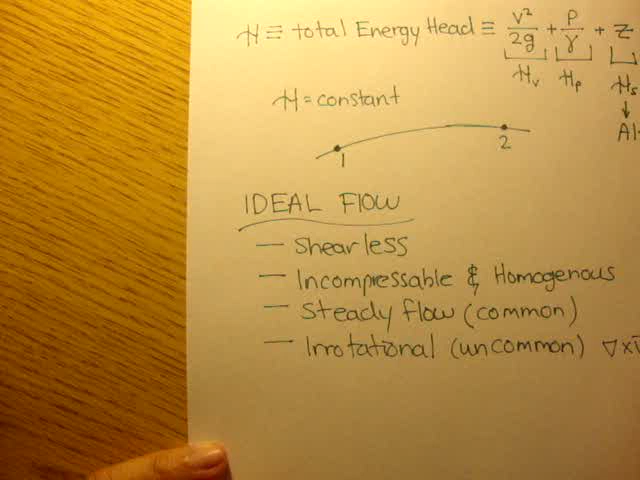 H ≡ total Energy Head ≡ V²/2g + P/γ + Z
Hv Hp Hs
H = constant
1 2
IDEAL FLOW
— Shearless
— Incompressable & Homogenous
— Steady flow (common)
— Irrotational (uncommon) ∇×